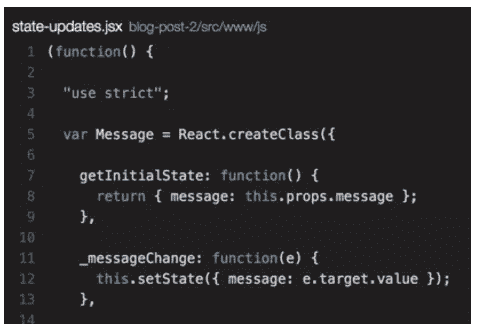 state-updates.jsx blog-post-2/src/www/js
1 (function() {
2
3 "use strict";
4
5 var Message = React.createClass({
6
7 getInitialState: function() {
8 return { message: this.props.message };
9 },
10
11 _messageChange: function(e) {
12 this.setState({ message: e.target.value });
13 },
14